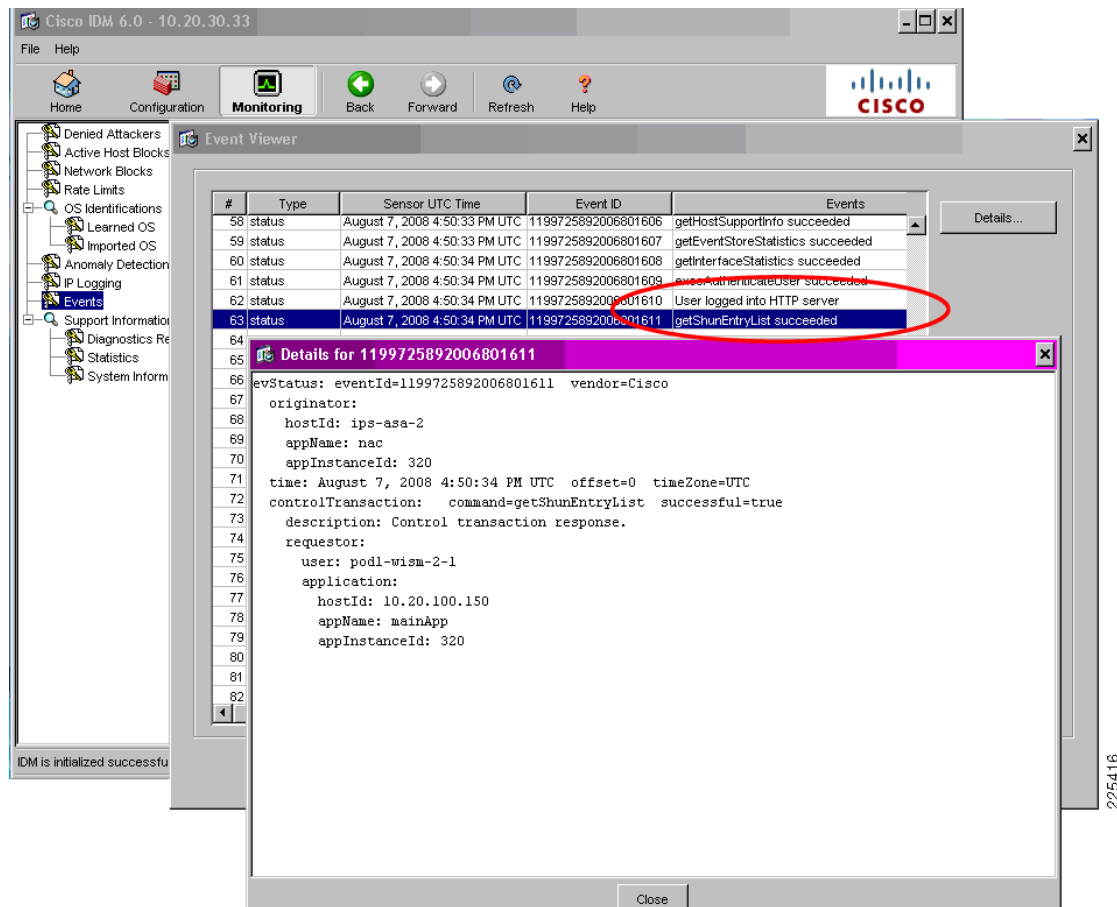 Cisco IDM 6.0 - 10.20.30.33
File Help
Home Configuration Monitoring Back Forward Refresh Help
CISCO
Denied Attackers
Active Host Blocks
Network Blocks
Rate Limits
OS Identifications
Learned OS
Imported OS
Anomaly Detection
IP Logging
Events
Support Information
Diagnostics Re
Statistics
System Inform
IDM is initialized successfu
Event Viewer
# Type Sensor UTC Time Event ID Events
58 status August 7, 2008 4:50:33 PM UTC 1199725892006801606 getHostSupportInfo succeeded
59 status August 7, 2008 4:50:33 PM UTC 1199725892006801607 getEventStoreStatistics succeeded
60 status August 7, 2008 4:50:34 PM UTC 1199725892006801608 getInterfaceStatistics succeeded
61 status August 7, 2008 4:50:34 PM UTC 1199725892006801609 execAuthenticateUser succeeded
62 status August 7, 2008 4:50:34 PM UTC 1199725892006801610 User logged into HTTP server
63 status August 7, 2008 4:50:34 PM UTC 1199725892006801611 getShunEntryList succeeded
64
65
66
67
68
69
70
71
72
73
74
75
76
77
78
79
80
81
82
Details...
Details for 1199725892006801611
evStatus: eventId=1199725892006801611 vendor=Cisco
originator:
hostId: ips-asa-2
appName: nac
appInstanceId: 320
time: August 7, 2008 4:50:34 PM UTC offset=0 timeZone=UTC
controlTransaction: command=getShunEntryList successful=true
description: Control transaction response.
requestor:
user: pod1-wism-2-1
application:
hostId: 10.20.100.150
appName: mainApp
appInstanceId: 320
Close
225416